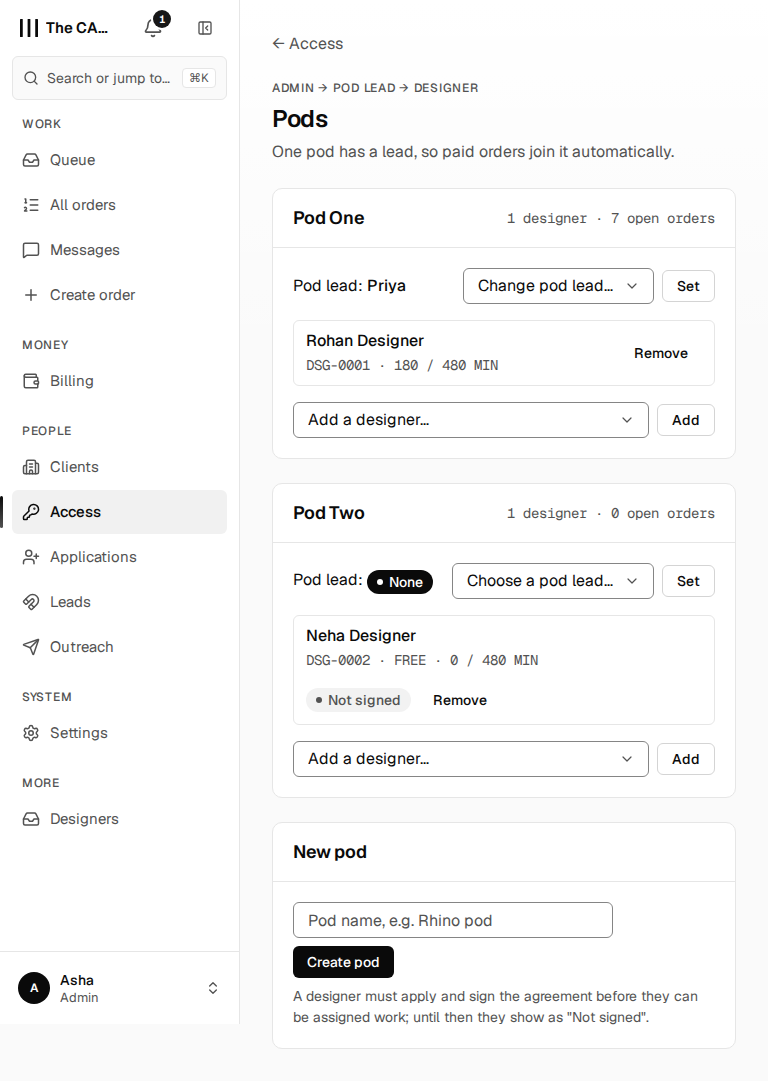 The CA...
1
Search or jump to... ⌘K
WORK
Queue
All orders
Messages
Create order
MONEY
Billing
PEOPLE
Clients
Access
Applications
Leads
Outreach
SYSTEM
Settings
MORE
Designers
A
Asha
Admin
← Access
ADMIN → POD LEAD → DESIGNER
Pods
One pod has a lead, so paid orders join it automatically.
Pod One
1 designer · 7 open orders
Pod lead: Priya
Change pod lead...
Set
Rohan Designer
DSG-0001 · 180 / 480 MIN
Remove
Add a designer...
Add
Pod Two
1 designer · 0 open orders
Pod lead: None
Choose a pod lead...
Set
Neha Designer
DSG-0002 · FREE · 0 / 480 MIN
Not signed
Remove
Add a designer...
Add
New pod
Pod name, e.g. Rhino pod
Create pod
A designer must apply and sign the agreement before they can
be assigned work; until then they show as "Not signed".